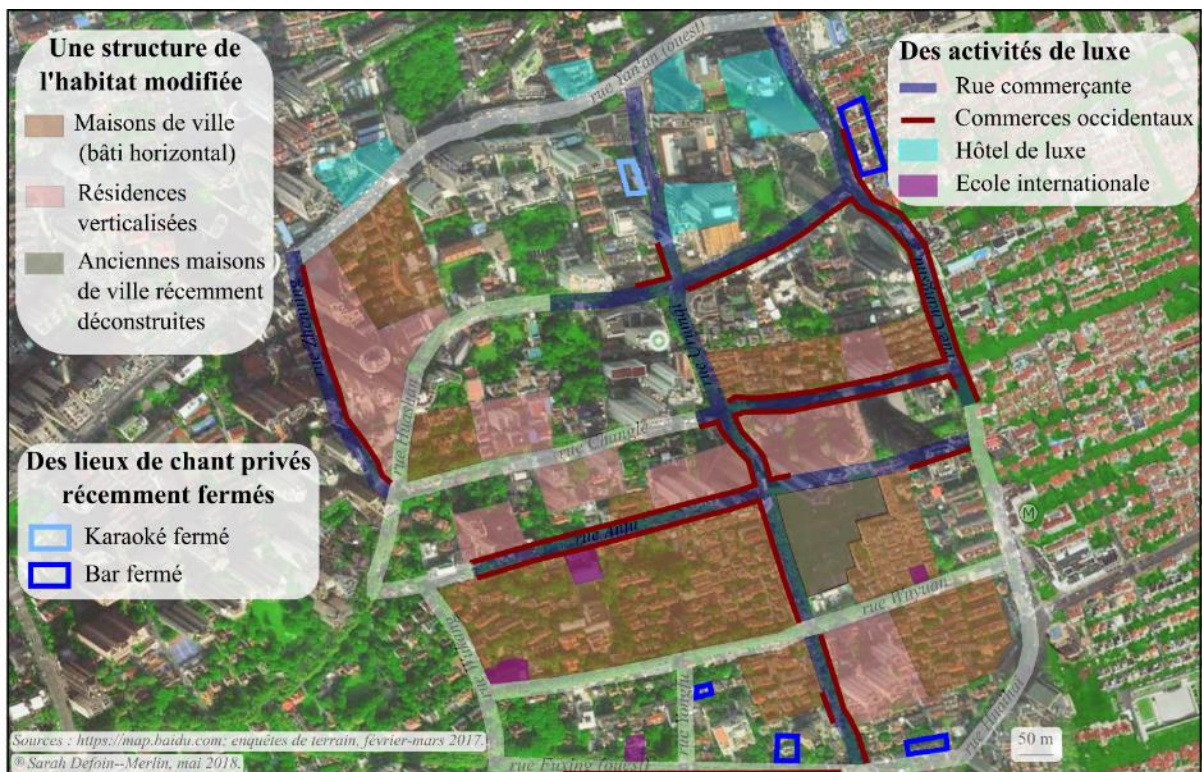 Une structure de
l'habitat modifiée
Maisons de ville
(bâti horizontal)
Résidences
verticalisées
Anciennes maisons
de ville récemment
déconstruites
Des activités de luxe
Rue commerçante
Commerces occidentaux
Hôtel de luxe
Ecole internationale
Des lieux de chant privés
récemment fermés
Karaoké fermé
Bar fermé
rue Yan'an (ouest)
rue Zhenning
rue Huashan
rue Urumqi
rue Changshu
rue Changle
rue Anfu
rue Wuyuan
rue Wukang
rue Yongfu
rue Huaihai
rue Fuxing (ouest)
M
50 m
Sources : https://map.baidu.com; enquêtes de terrain, février-mars 2017.
® Sarah Defoin--Merlin, mai 2018.